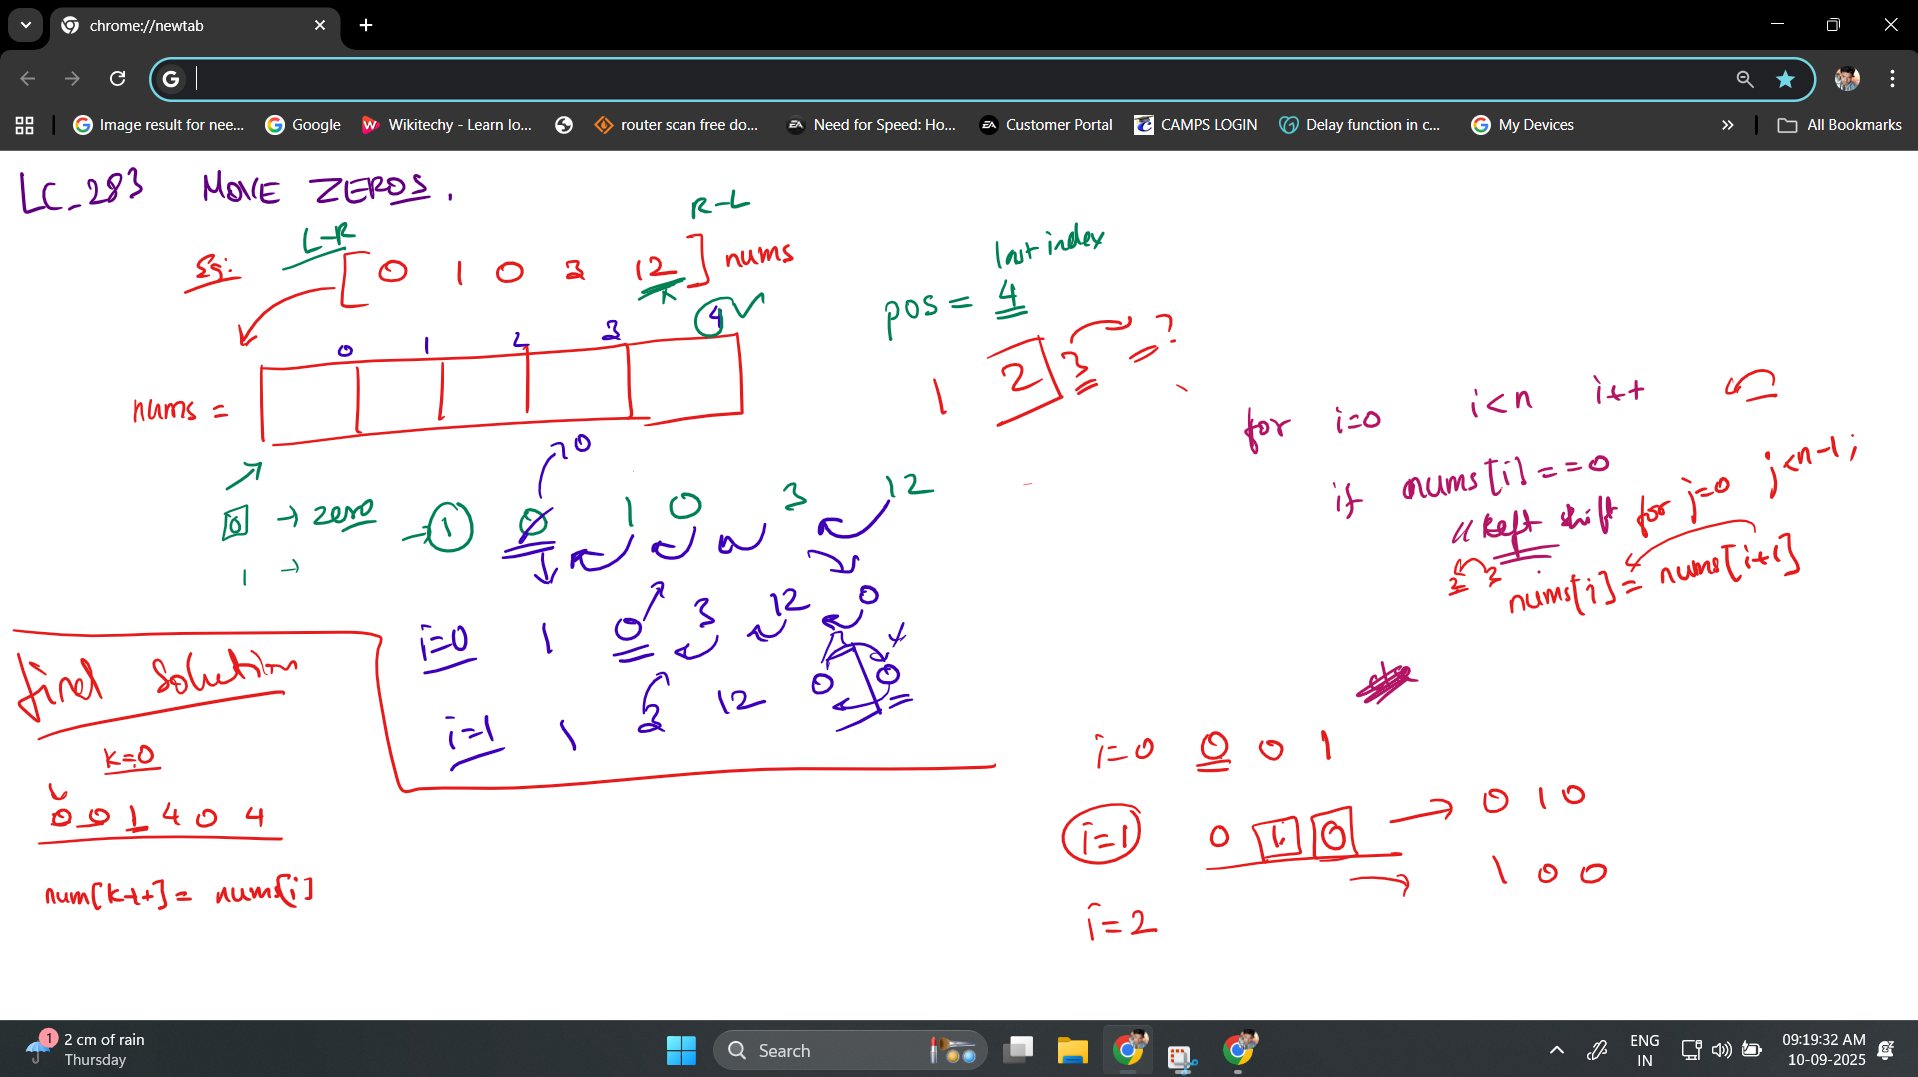 chrome://newtab
Image result for nee...
Google
Wikitechy - Learn lo...
router scan free do...
Need for Speed: Ho...
Customer Portal
CAMPS LOGIN
Delay function in c...
My Devices
All Bookmarks
LC_283 MOVE ZEROS.
L-R
R-L
Eg: [ 0 1 0 3 12 ] nums
k
last index
pos = 4
0 1 2 3 4
nums =
1 2 3 ?
for i=0 i<n i++
if nums[i]==0
// left shift for j=0 j<n-1;
nums[i] = nums[i+1]
0 → zero → 1
1 →
0
0 1 0 3 12
i=0 1 0 3 12 0
i=1 1 3 12 0 0
final solution
k=0
0 0 1 4 0 4
num[k++] = nums[i]
i=0 0 0 1
i=1 0 1 0 → 0 1 0
→ 1 0 0
i=2
1
2 cm of rain
Thursday
Search
ENG
IN
09:19:32 AM
10-09-2025